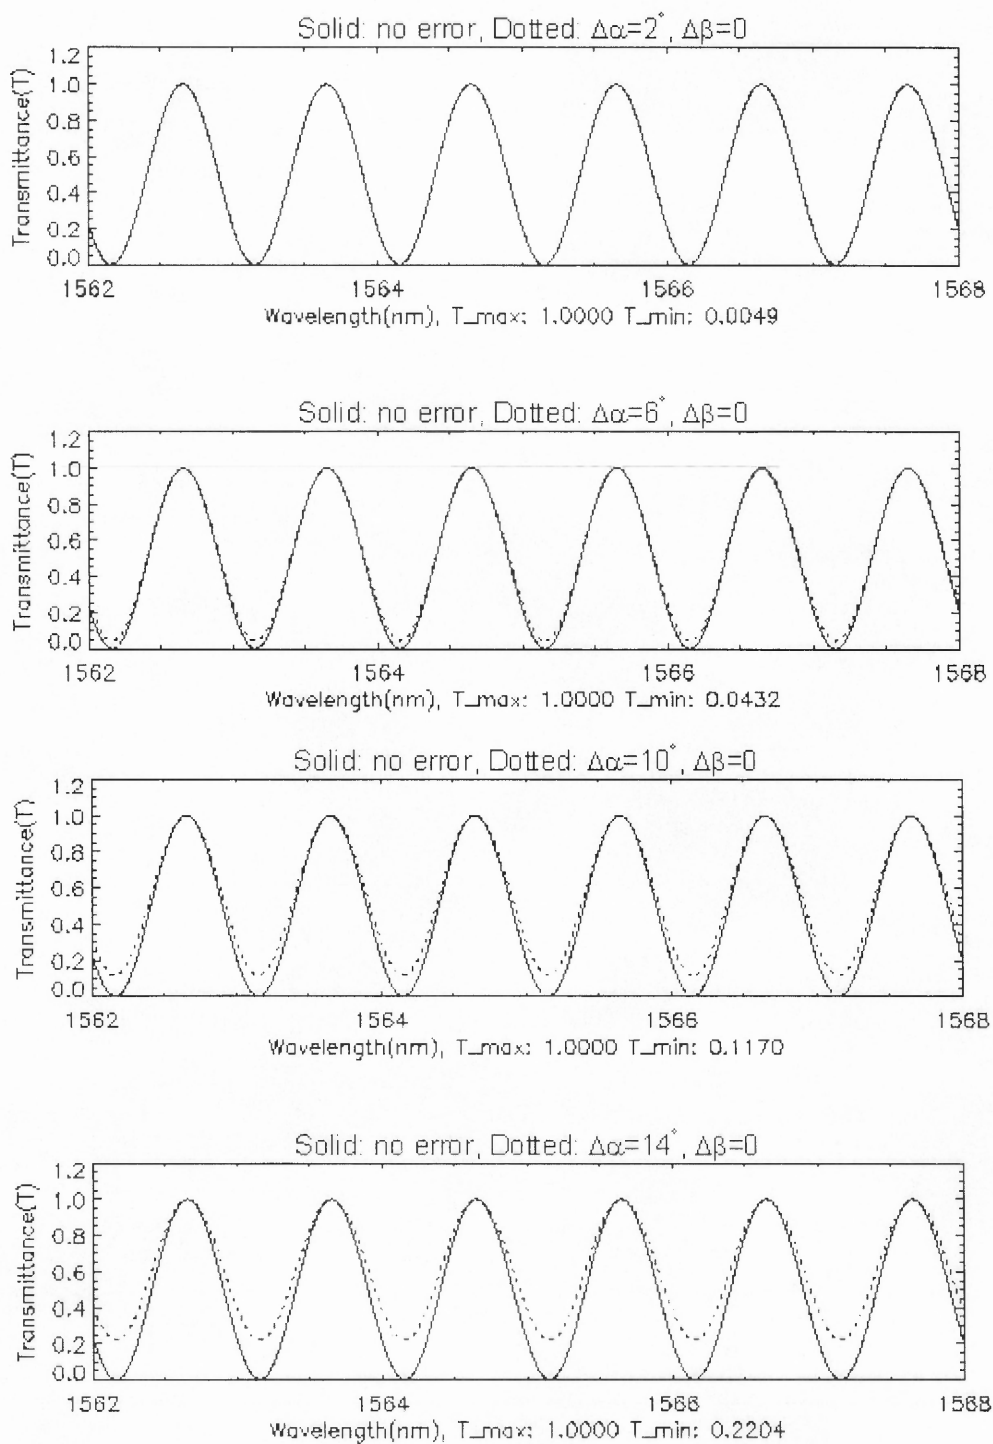 Solid: no error, Dotted: Δα=2°, Δβ=0
1.2
1.0
0.8
0.6
0.4
0.2
0.0
Transmittance(T)
1562 1564 1566 1568
Wavelength(nm), T_max: 1.0000 T_min: 0.0049
Solid: no error, Dotted: Δα=6°, Δβ=0
1.2
1.0
0.8
0.6
0.4
0.2
0.0
Transmittance(T)
1562 1564 1566 1568
Wavelength(nm), T_max: 1.0000 T_min: 0.0432
Solid: no error, Dotted: Δα=10°, Δβ=0
1.2
1.0
0.8
0.6
0.4
0.2
0.0
Transmittance(T)
1562 1564 1566 1568
Wavelength(nm), T_max: 1.0000 T_min: 0.1170
Solid: no error, Dotted: Δα=14°, Δβ=0
1.2
1.0
0.8
0.6
0.4
0.2
0.0
Transmittance(T)
1562 1564 1566 1568
Wavelength(nm), T_max: 1.0000 T_min: 0.2204